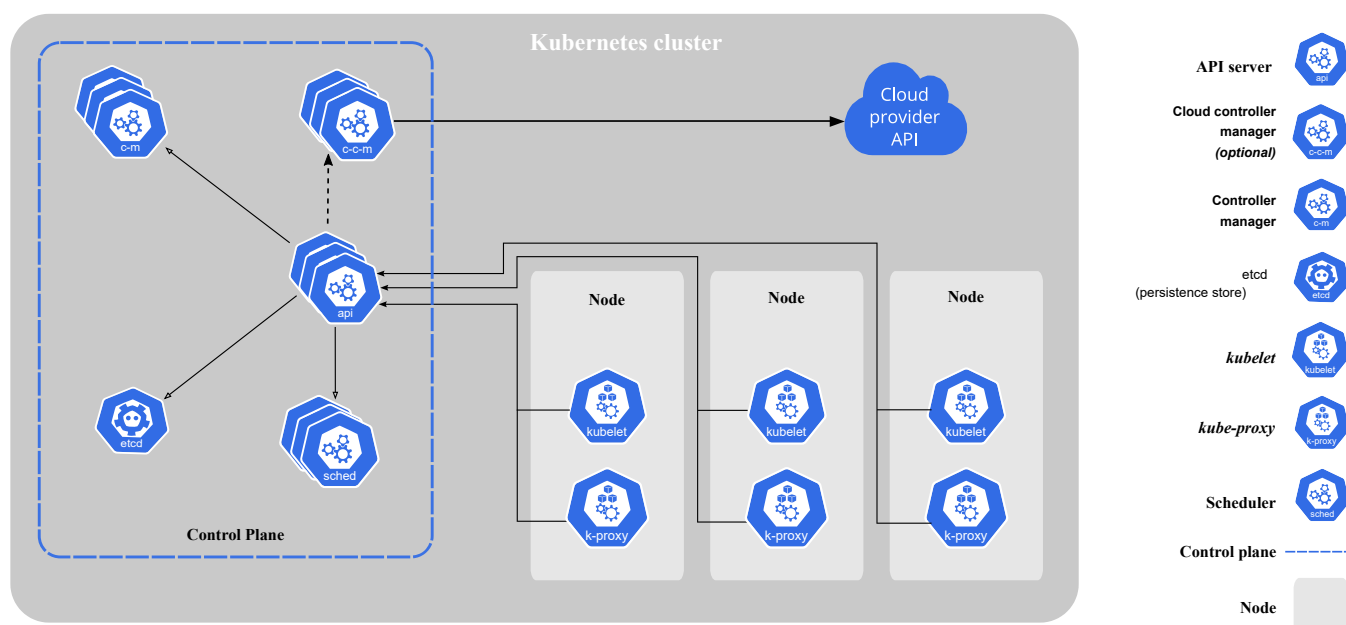 Kubernetes cluster
c-m
c-c-m
Cloud
provider
API
api
etcd
sched
Control Plane
Node
Node
Node
kubelet
kubelet
kubelet
k-proxy
k-proxy
k-proxy
API server
api
Cloud controller
manager
(optional)
c-c-m
Controller
manager
c-m
etcd
(persistence store)
etcd
kubelet
kubelet
kube-proxy
k-proxy
Scheduler
sched
Control plane
Node